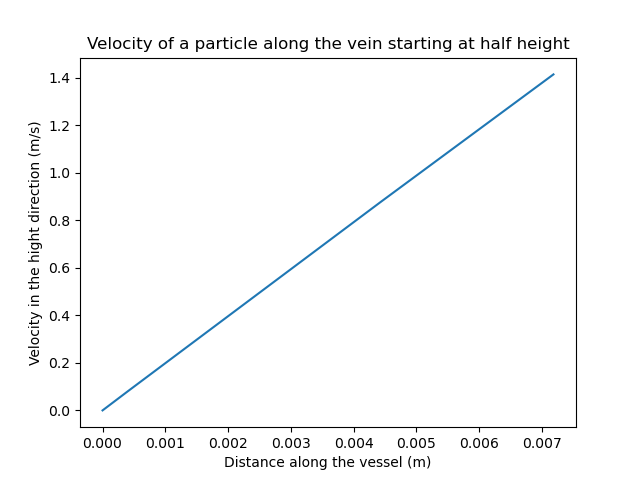 Velocity of a particle along the vein starting at half height
Velocity in the hight direction (m/s)
1.4
1.2
1.0
0.8
0.6
0.4
0.2
0.0
0.000 0.001 0.002 0.003 0.004 0.005 0.006 0.007
Distance along the vessel (m)